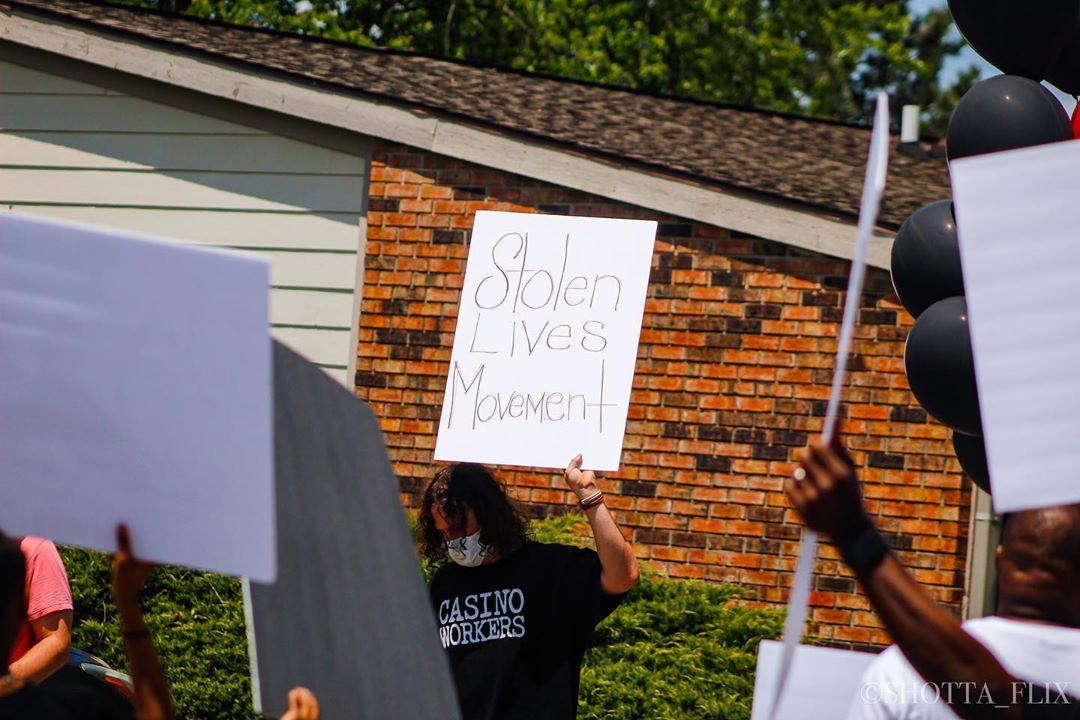 Stolen
Lives
Movement
CASINO
WORKERS
©SHOTTA_FLIX